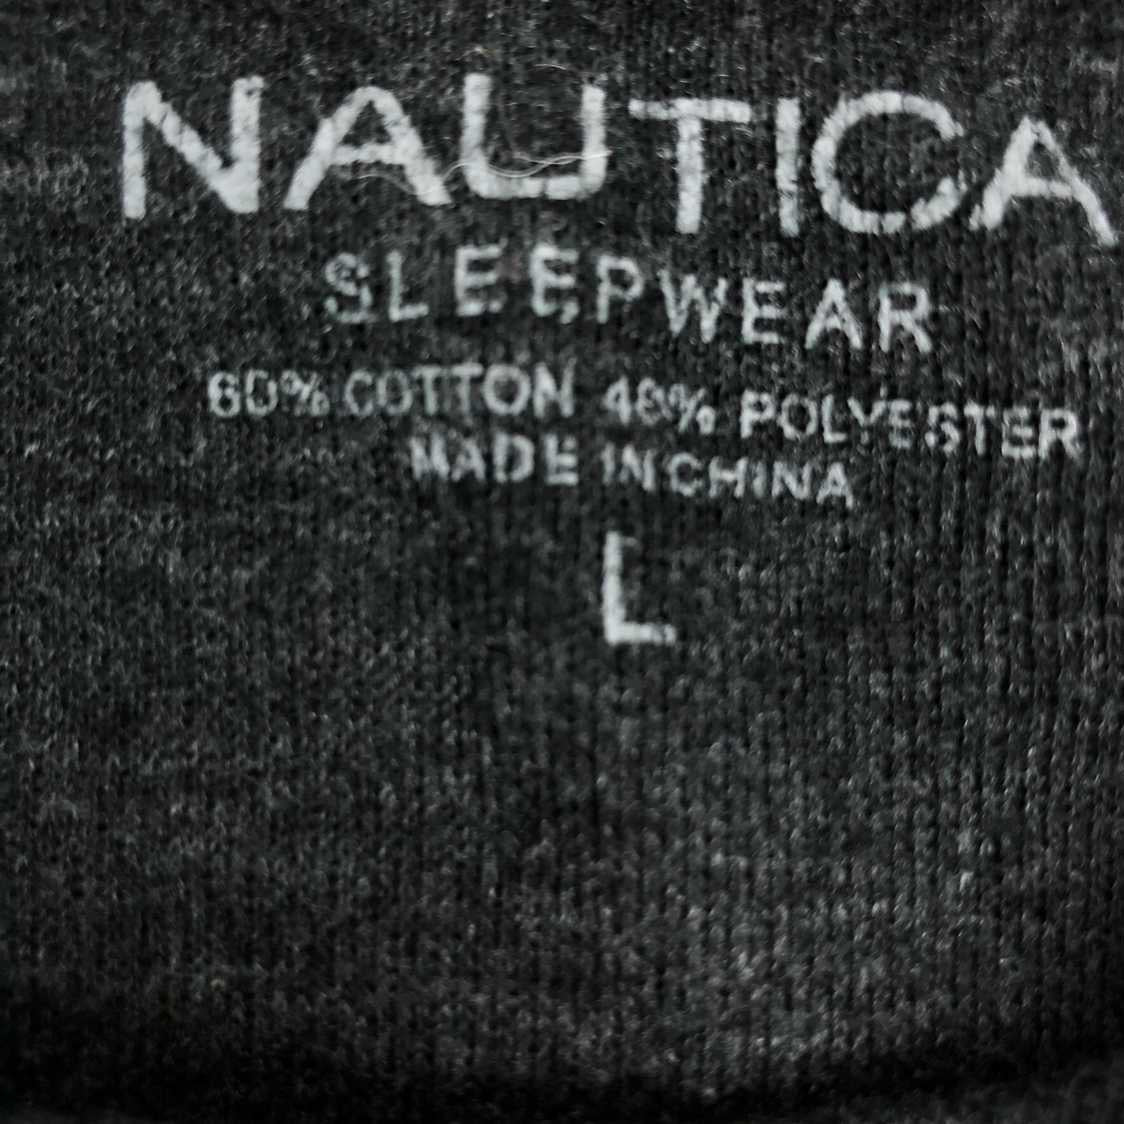 NAUTICA
SLEEPWEAR
60% COTTON 40% POLYESTER
MADE IN CHINA
L